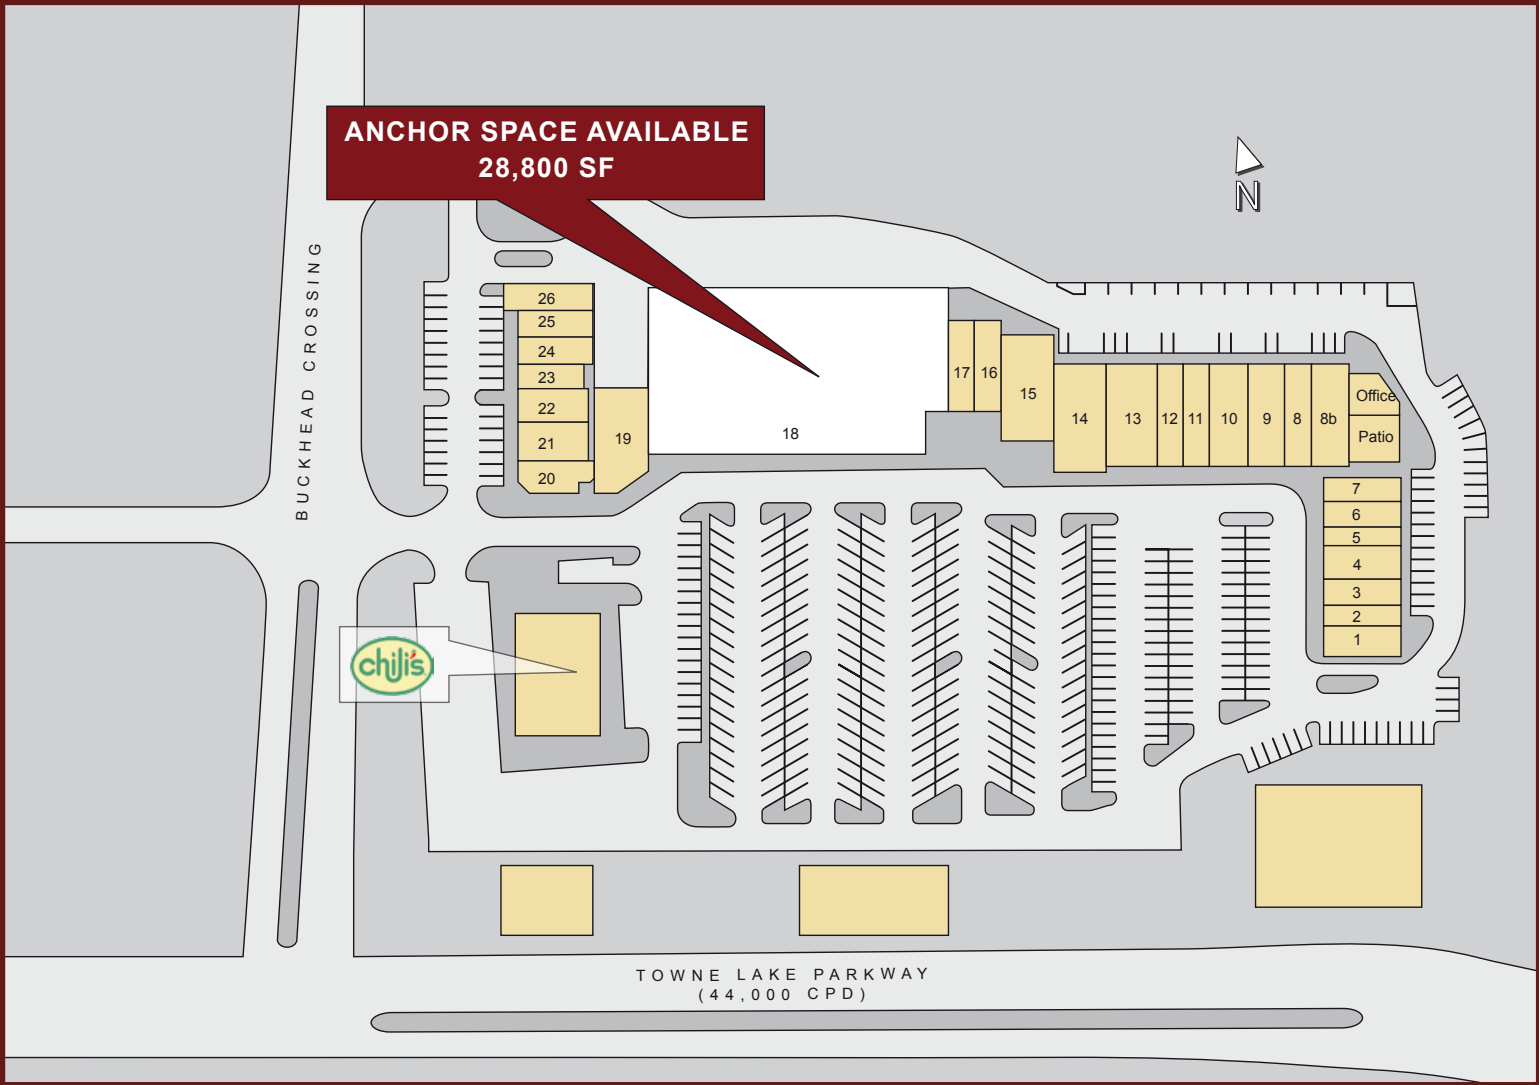 ANCHOR SPACE AVAILABLE
28,800 SF
N
BUCKHEAD CROSSING
26
25
24
23
22
21
20
19
18
17
16
15
14
13
12
11
10
9
8
8b
Office
Patio
7
6
5
4
3
2
1
chili's
TOWNE LAKE PARKWAY
(44,000 CPD)